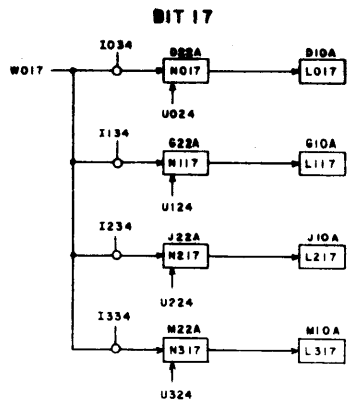 BIT 17
I034
D22A
D10A
W017
N017
L017
U024
I134
G22A
G10A
N117
L117
U124
I234
J22A
J10A
N217
L217
U224
I334
M22A
M10A
N317
L317
U324